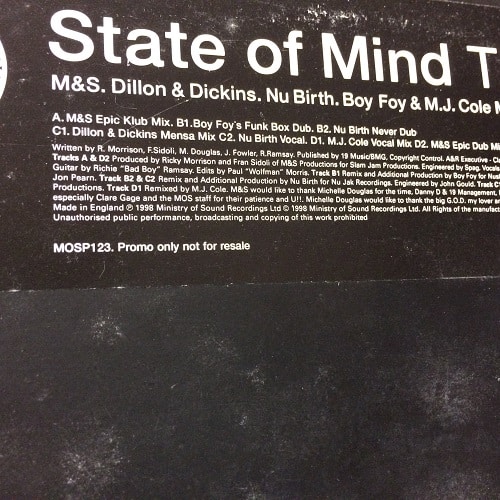 State of Mind T
M&S. Dillon & Dickins. Nu Birth. Boy Foy & M.J. Cole M
A. M&S Epic Klub Mix. B1.Boy Foy's Funk Box Dub. B2. Nu Birth Never Dub
C1. Dillon & Dickins Mensa Mix C2. Nu Birth Vocal. D1. M.J. Cole Vocal Mix D2. M&S Epic Dub Mi
Written by R. Morrison, F.Sidoli, M. Douglas, J. Fowler, R.Ramsay. Published by 19 Music/BMG, Copyright Control. A&R Executive - Cl
Tracks A & D2 Produced by Ricky Morrison and Fran Sidoli of M&S Productions for Slam Jam Productions. Engineered by Spag, Vocals
Guitar by Richie "Bad Boy" Ramsay. Edits by Paul "Wolfman" Morris. Track B1 Remix and Additional Production by Boy Foy for Nua
Jon Pearn. Track B2 & C2 Remix and Additional Production by Nu Birth for Nu Jak Recordings. Engineered by John Gould. Track C1
Productions. Track D1 Remixed by M.J. Cole. M&S would like to thank Michelle Douglas for the time, Danny D & 19 Management,
especially Clare Gage and the MOS staff for their patience and U!!. Michelle Douglas would like to thank the big G.O.D. my lover an
Made in England ℗ 1998 Ministry of Sound Recordings Ltd © 1998 Ministry of Sound Recordings Ltd. All Rights of the manufact
Unauthorised public performance, broadcasting and copying of this work prohibited
MOSP123. Promo only not for resale